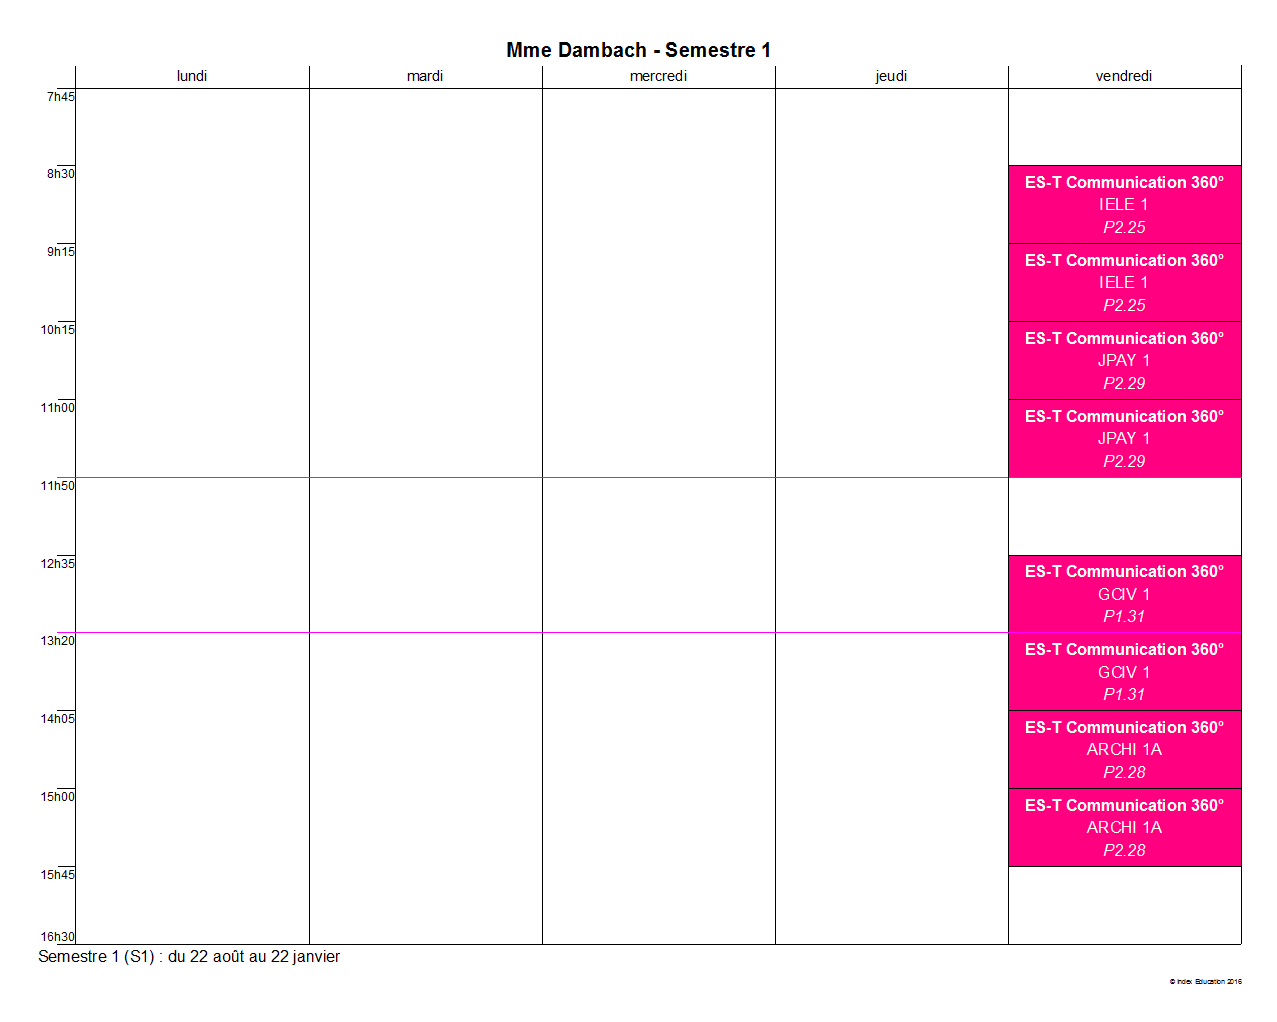 Mme Dambach - Semestre 1
lundi mardi mercredi jeudi vendredi
7h45
8h30
ES-T Communication 360°
IELE 1
P2.25
9h15
ES-T Communication 360°
IELE 1
P2.25
10h15
ES-T Communication 360°
JPAY 1
P2.29
11h00
ES-T Communication 360°
JPAY 1
P2.29
11h50
12h35
ES-T Communication 360°
GCIV 1
P1.31
13h20
ES-T Communication 360°
GCIV 1
P1.31
14h05
ES-T Communication 360°
ARCHI 1A
P2.28
15h00
ES-T Communication 360°
ARCHI 1A
P2.28
15h45
16h30
Semestre 1 (S1) : du 22 août au 22 janvier
© Index Education 2016